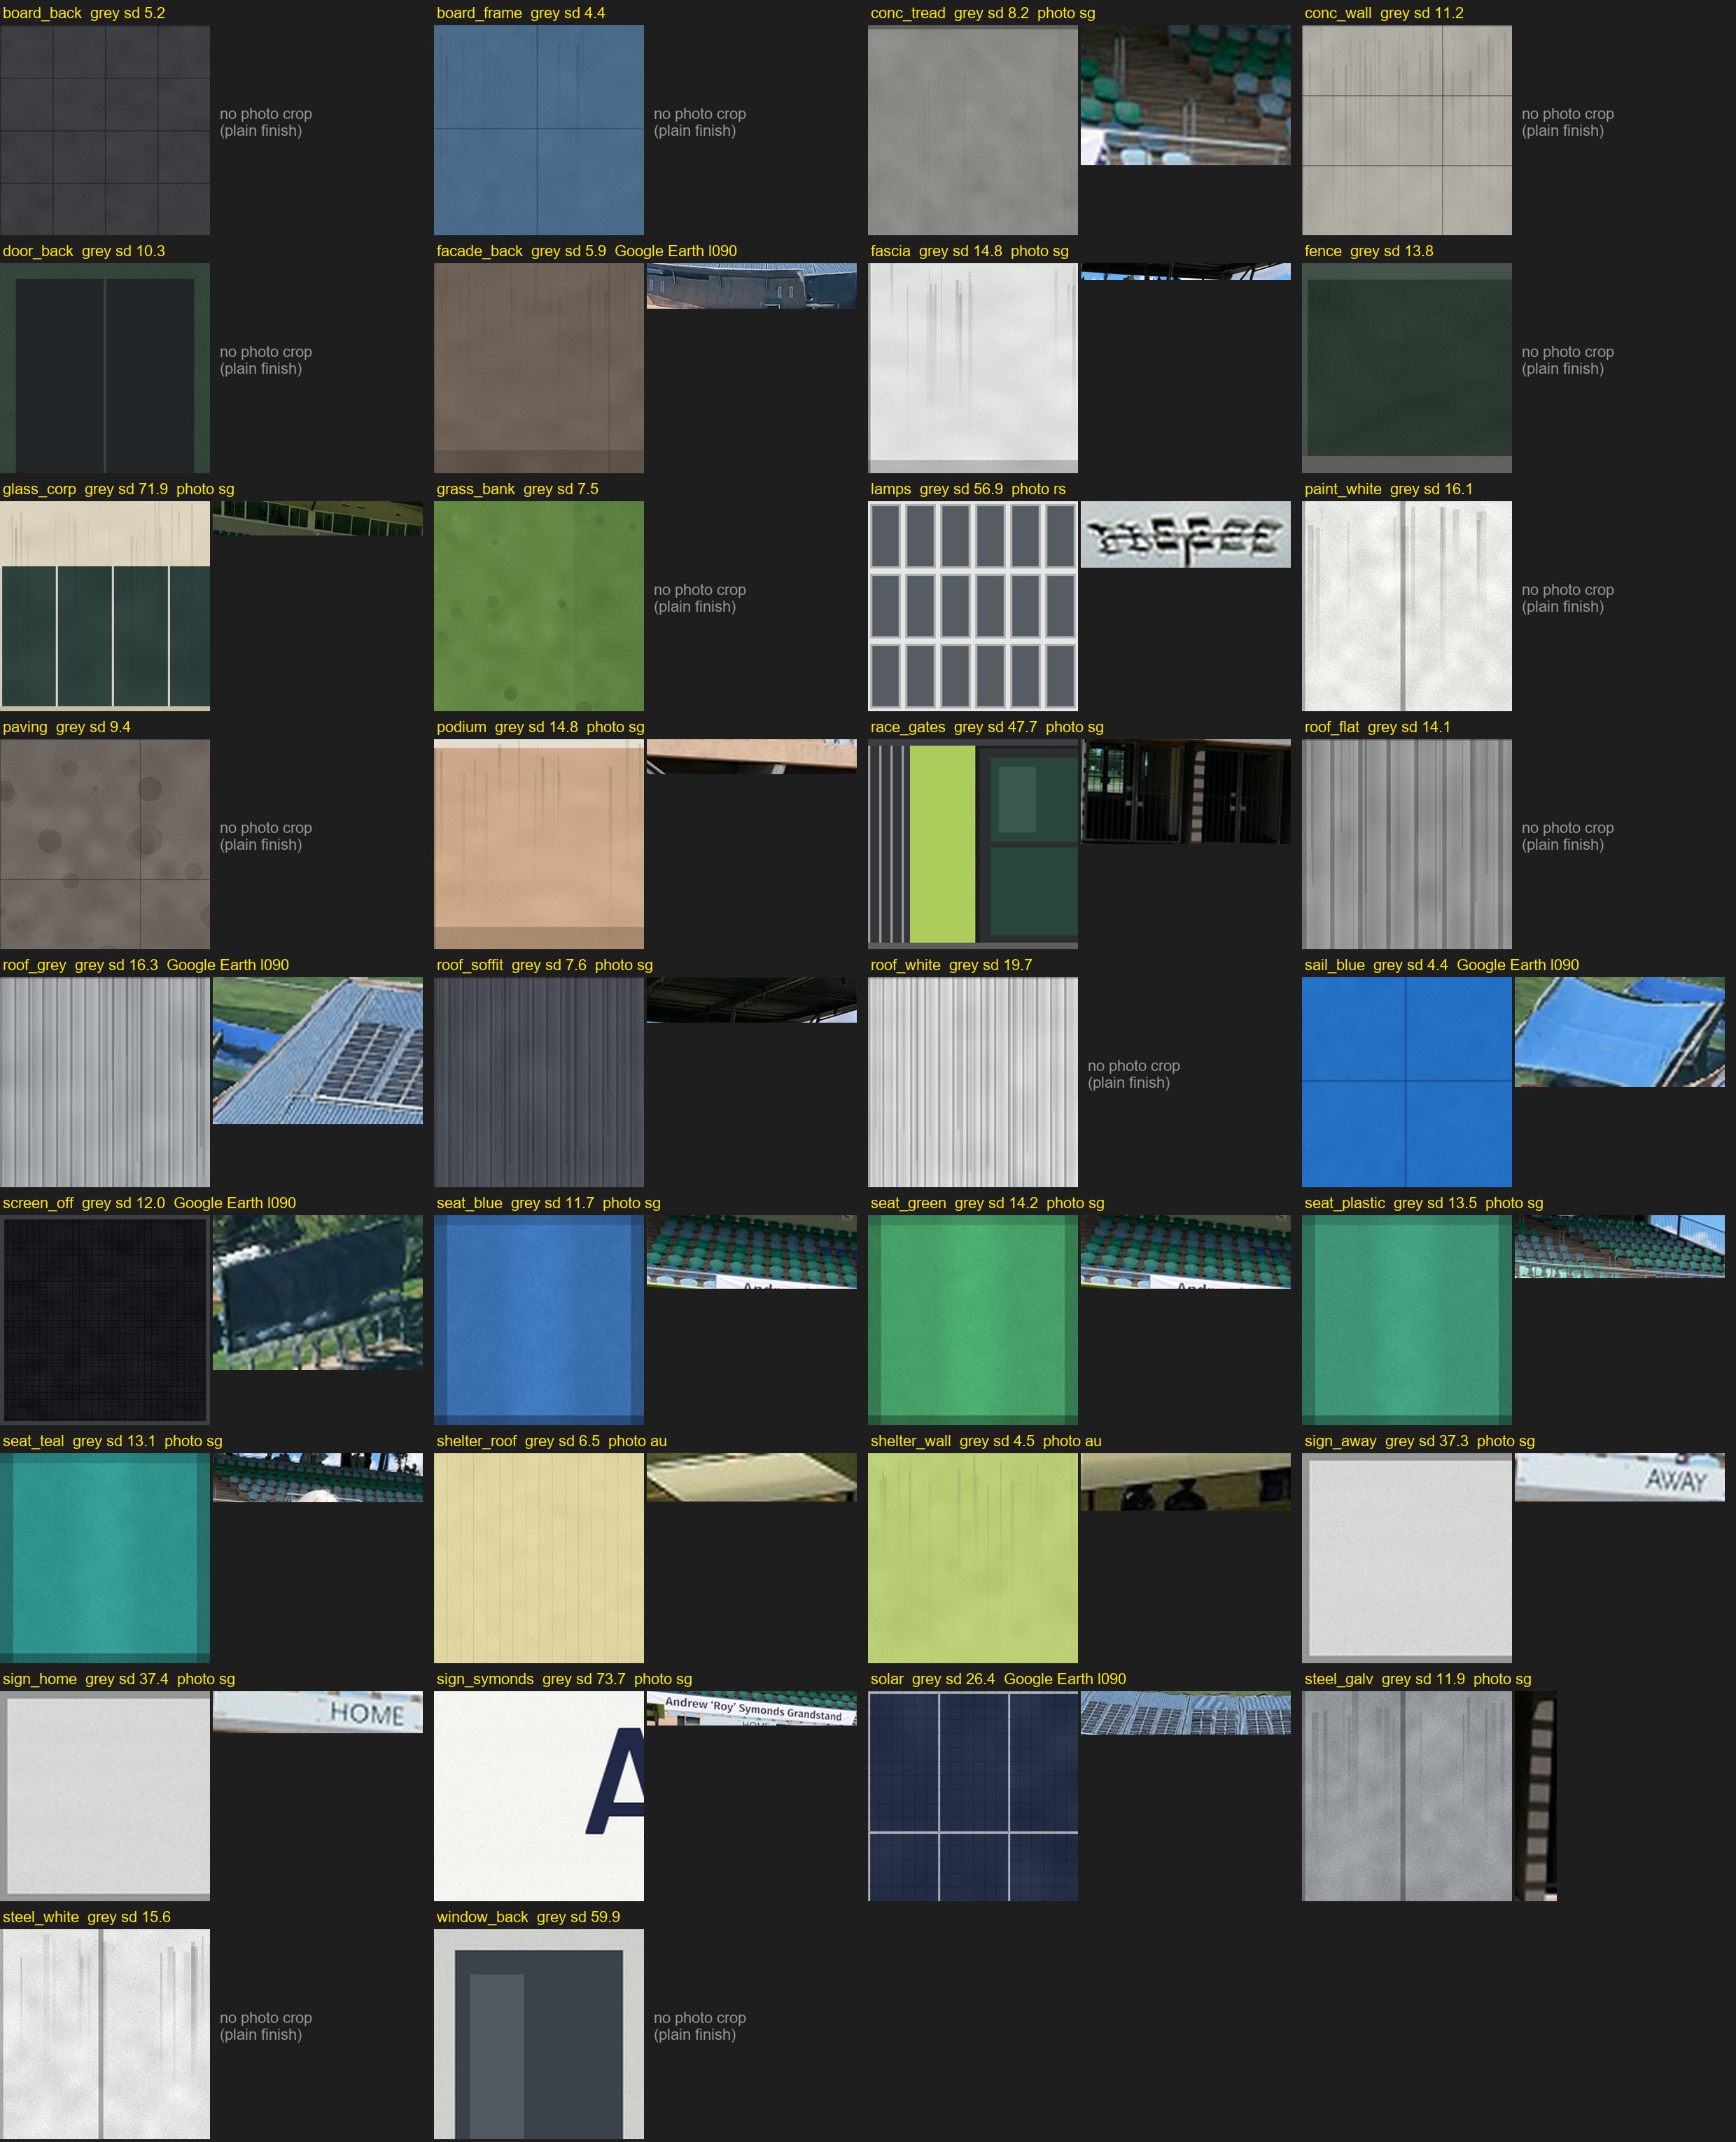 board_back grey sd 5.2
board_frame grey sd 4.4
conc_tread grey sd 8.2 photo sg
conc_wall grey sd 11.2
no photo crop
(plain finish)
no photo crop
(plain finish)
no photo crop
(plain finish)
door_back grey sd 10.3
facade_back grey sd 5.9 Google Earth l090
fascia grey sd 14.8 photo sg
fence grey sd 13.8
no photo crop
(plain finish)
no photo crop
(plain finish)
glass_corp grey sd 71.9 photo sg
grass_bank grey sd 7.5
lamps grey sd 56.9 photo rs
paint_white grey sd 16.1
no photo crop
(plain finish)
no photo crop
(plain finish)
paving grey sd 9.4
podium grey sd 14.8 photo sg
race_gates grey sd 47.7 photo sg
roof_flat grey sd 14.1
no photo crop
(plain finish)
no photo crop
(plain finish)
roof_grey grey sd 16.3 Google Earth l090
roof_soffit grey sd 7.6 photo sg
roof_white grey sd 19.7
sail_blue grey sd 4.4 Google Earth l090
no photo crop
(plain finish)
screen_off grey sd 12.0 Google Earth l090
seat_blue grey sd 11.7 photo sg
seat_green grey sd 14.2 photo sg
seat_plastic grey sd 13.5 photo sg
seat_teal grey sd 13.1 photo sg
shelter_roof grey sd 6.5 photo au
shelter_wall grey sd 4.5 photo au
sign_away grey sd 37.3 photo sg
AWAY
sign_home grey sd 37.4 photo sg
sign_symonds grey sd 73.7 photo sg
solar grey sd 26.4 Google Earth l090
steel_galv grey sd 11.9 photo sg
HOME
A
Andrew 'Roy' Symonds Grandstand
HOME
steel_white grey sd 15.6
window_back grey sd 59.9
no photo crop
(plain finish)
no photo crop
(plain finish)